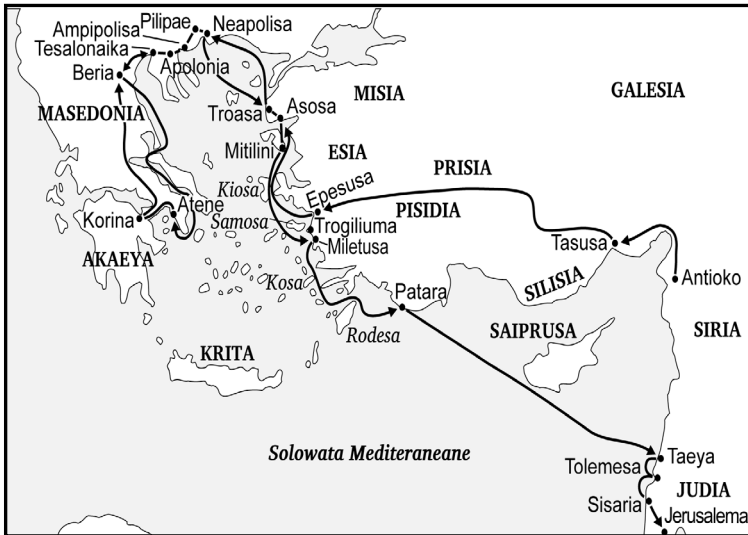 Pilipae
Neapolisa
Ampipolisa
Tesalonaika
Apolonia
Beria
MASEDONIA
Troasa
Asosa
MISIA
GALESIA
Mitilini
ESIA
PRISIA
Kiosa
Epesusa
PISIDIA
Atene
Korina
Samosa
Trogiliuma
Miletusa
Tasusa
AKAEYA
Kosa
SILISIA
Antioko
Patara
Rodesa
SAIPRUSA
SIRIA
KRITA
Solowata Mediteraneane
Taeya
Tolemesa
JUDIA
Sisaria
Jerusalema